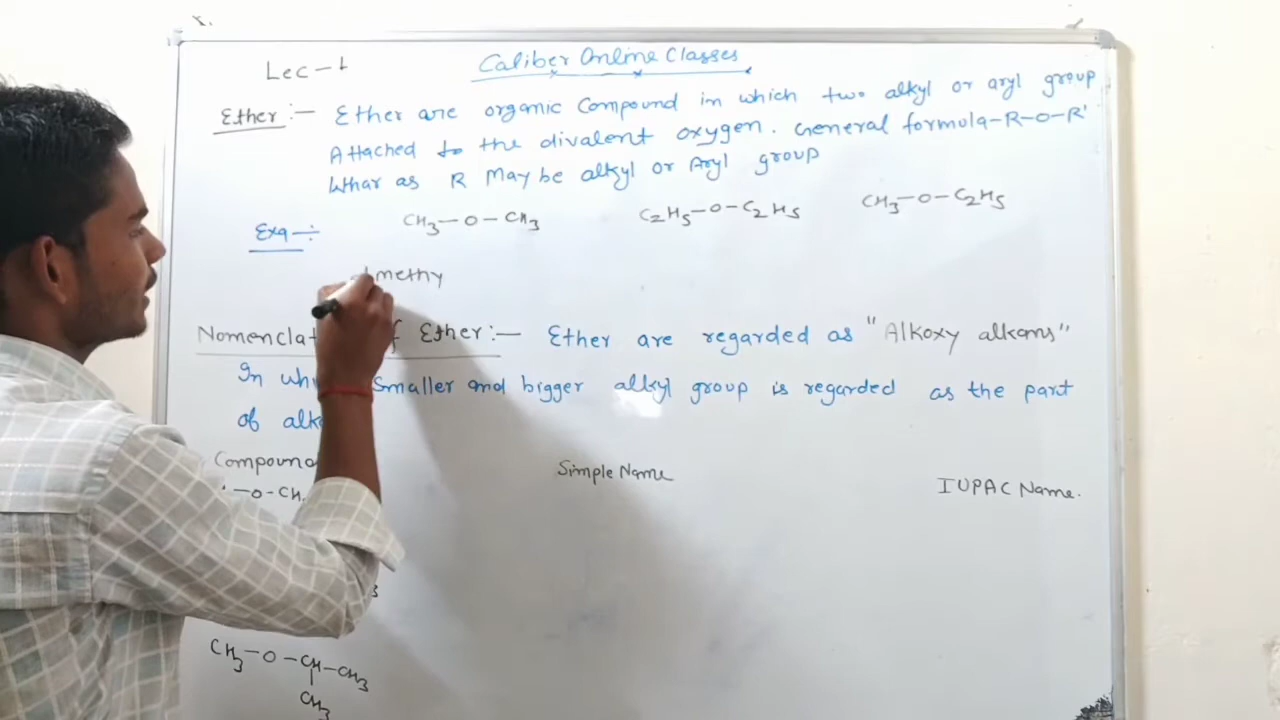 Lec-1
Caliber Online Classes
Ether :- Ether are organic Compound in which two alkyl or aryl group
Attached to the divalent oxygen. General formula-R-O-R'
Whar as R May be alkyl or Aryl group
Exa ÷ CH3-O-CH3 C2H5-O-C2H5 CH3-O-C2H5
methy
Nomenclat f Ether:- Ether are regarded as "Alkoxy alkans"
In whi Smaller and bigger alkyl group is regarded as the part
of alk
Compound Simple Name IUPAC Name.
-O-CH
3
CH3-O-CH-CH3
CH3